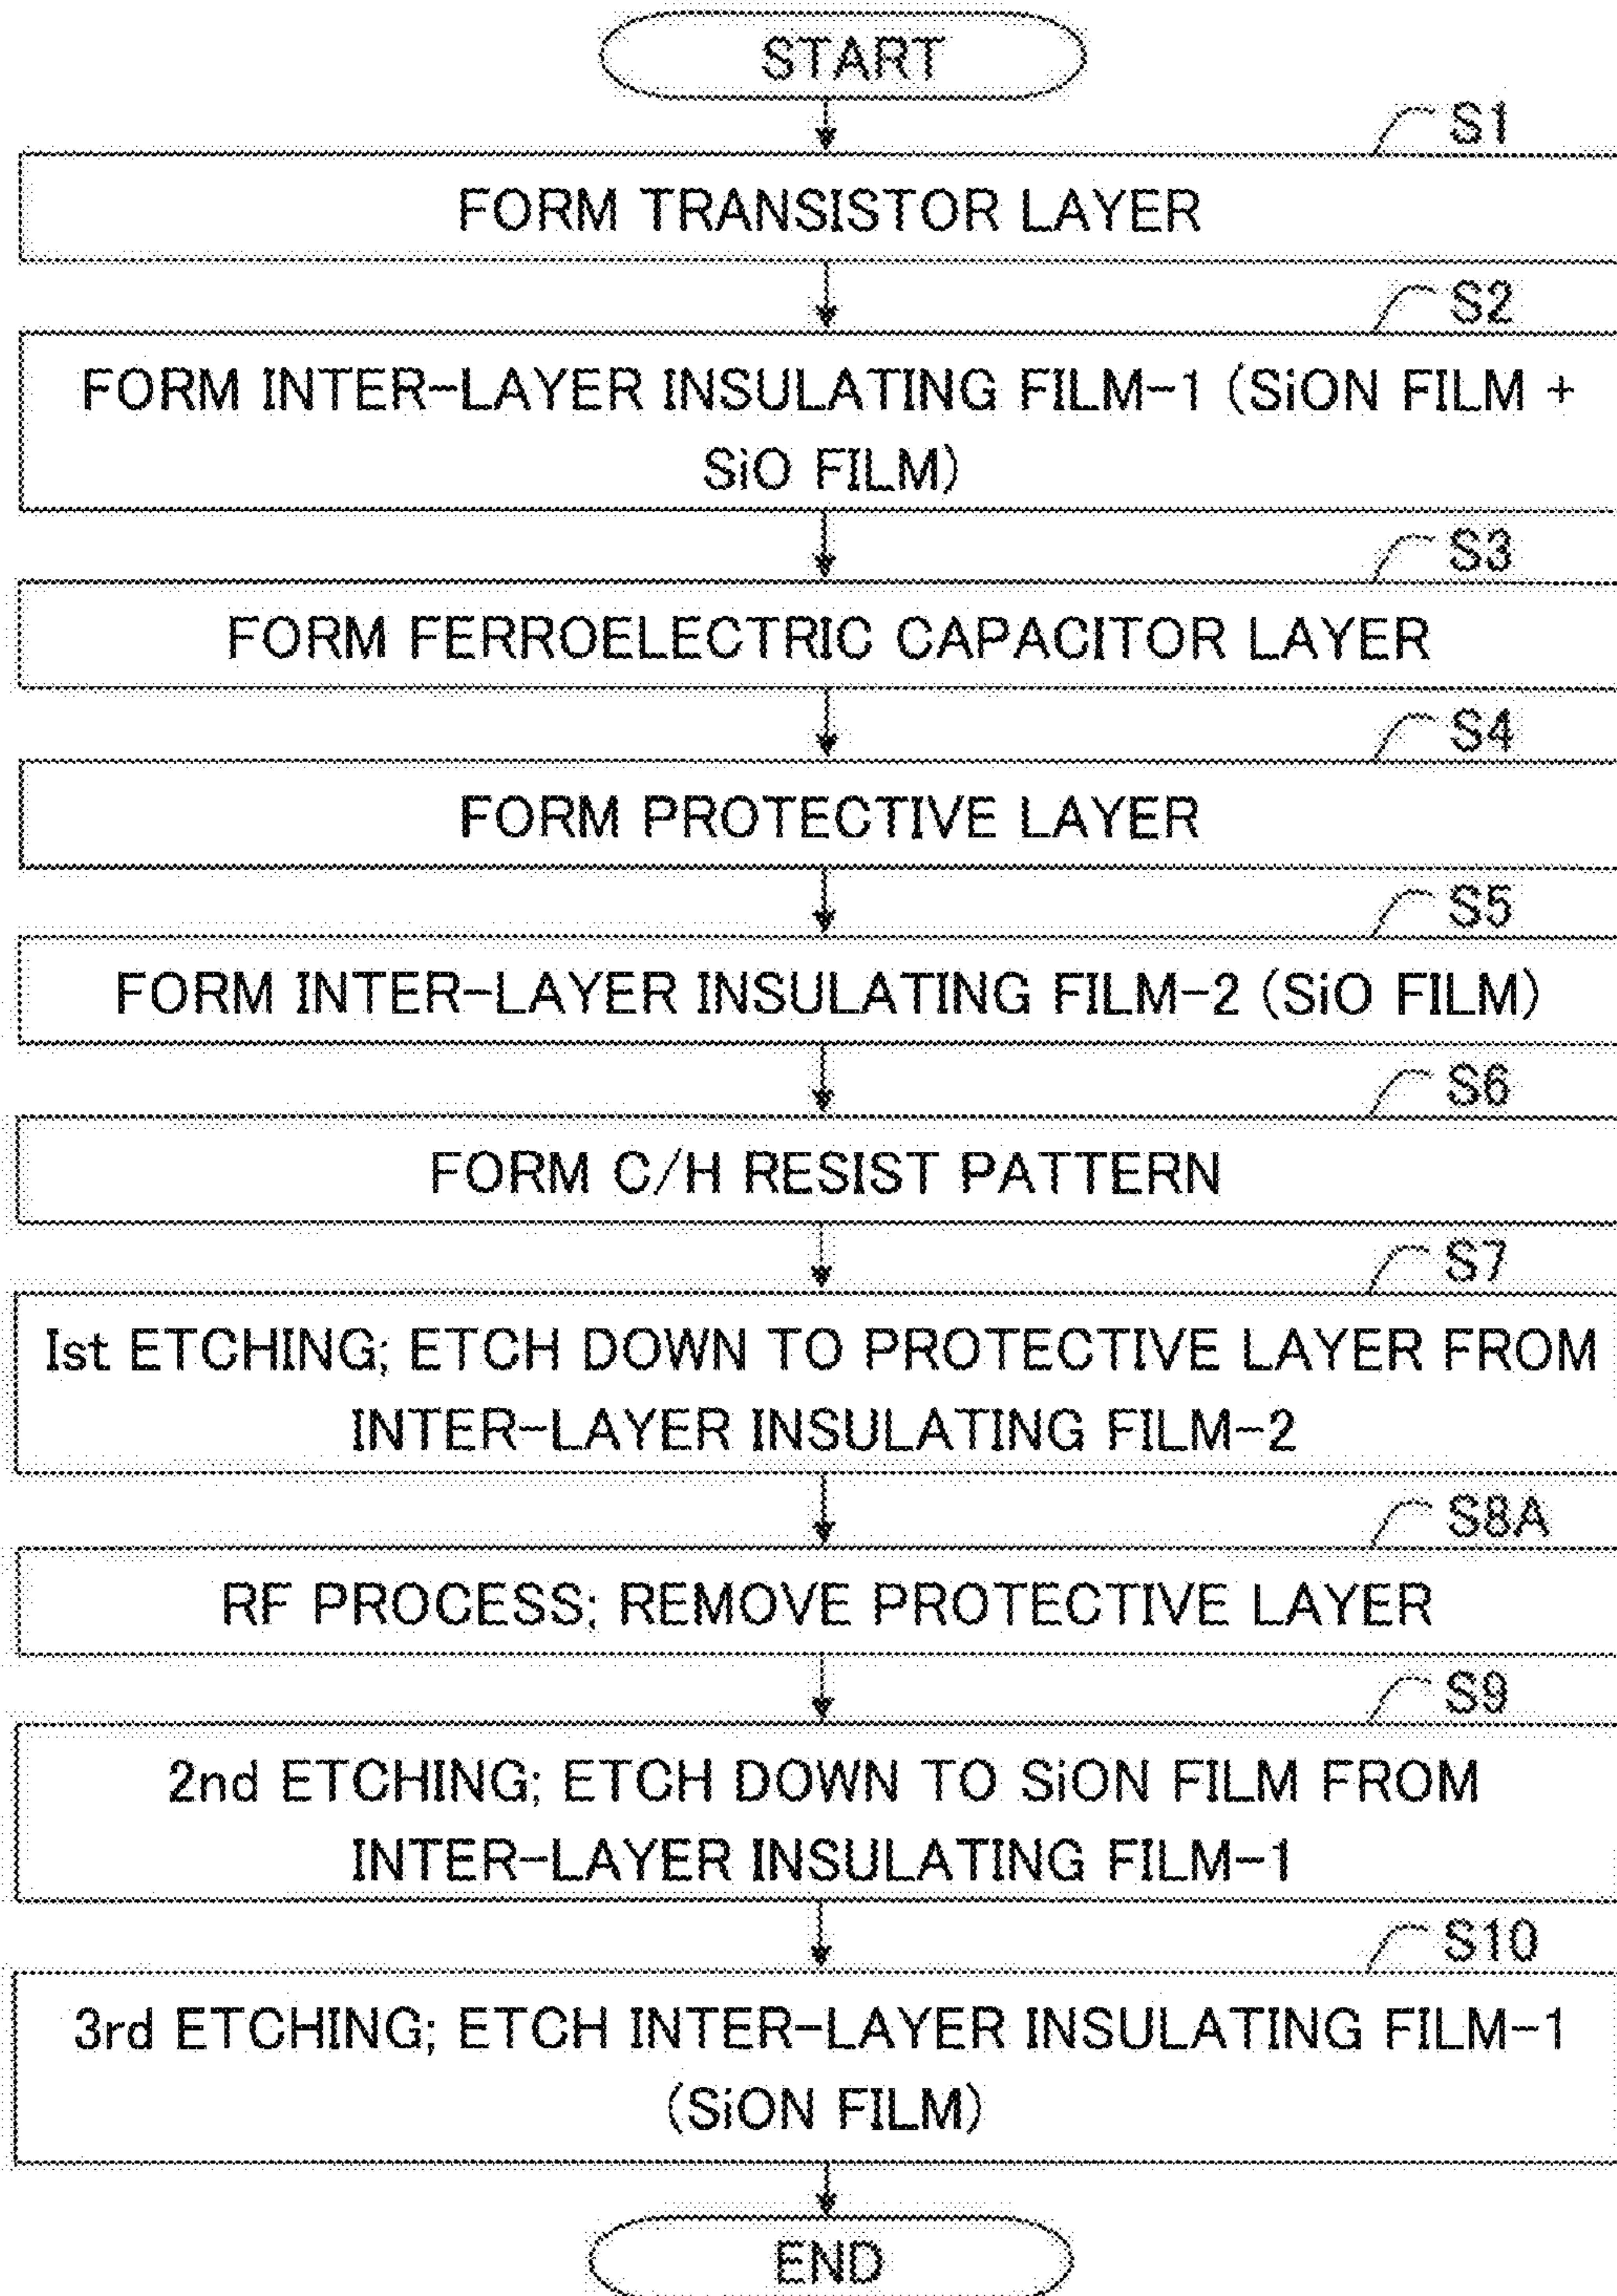 START
S1
FORM TRANSISTOR LAYER
S2
FORM INTER-LAYER INSULATING FILM-1 (SiON FILM +
SiO FILM)
S3
FORM FERROELECTRIC CAPACITOR LAYER
S4
FORM PROTECTIVE LAYER
S5
FORM INTER-LAYER INSULATING FILM-2 (SiO FILM)
S6
FORM C/H RESIST PATTERN
S7
Ist ETCHING; ETCH DOWN TO PROTECTIVE LAYER FROM
INTER-LAYER INSULATING FILM-2
S8A
RF PROCESS; REMOVE PROTECTIVE LAYER
S9
2nd ETCHING; ETCH DOWN TO SiON FILM FROM
INTER-LAYER INSULATING FILM-1
S10
3rd ETCHING; ETCH INTER-LAYER INSULATING FILM-1
(SiON FILM)
END